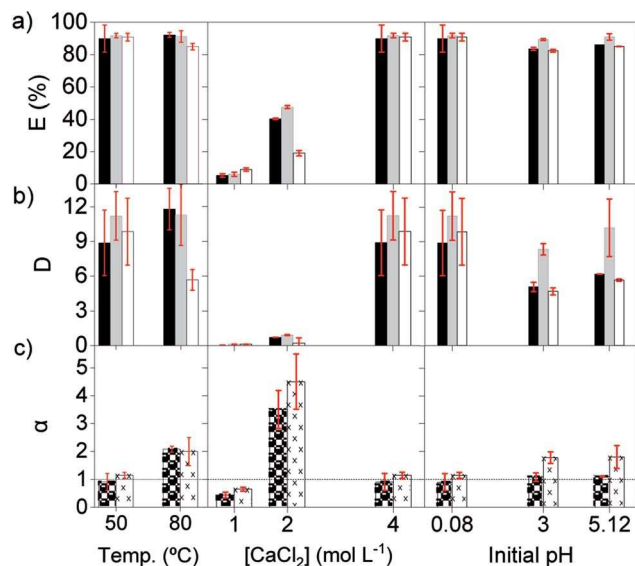 a)
E (%)
100
80
60
40
20
0
b)
D
12
9
6
3
0
c)
α
5
4
3
2
1
0
50 80 1 2 4 0.08 3 5.12
Temp. (ºC) [CaCl₂] (mol L⁻¹) Initial pH